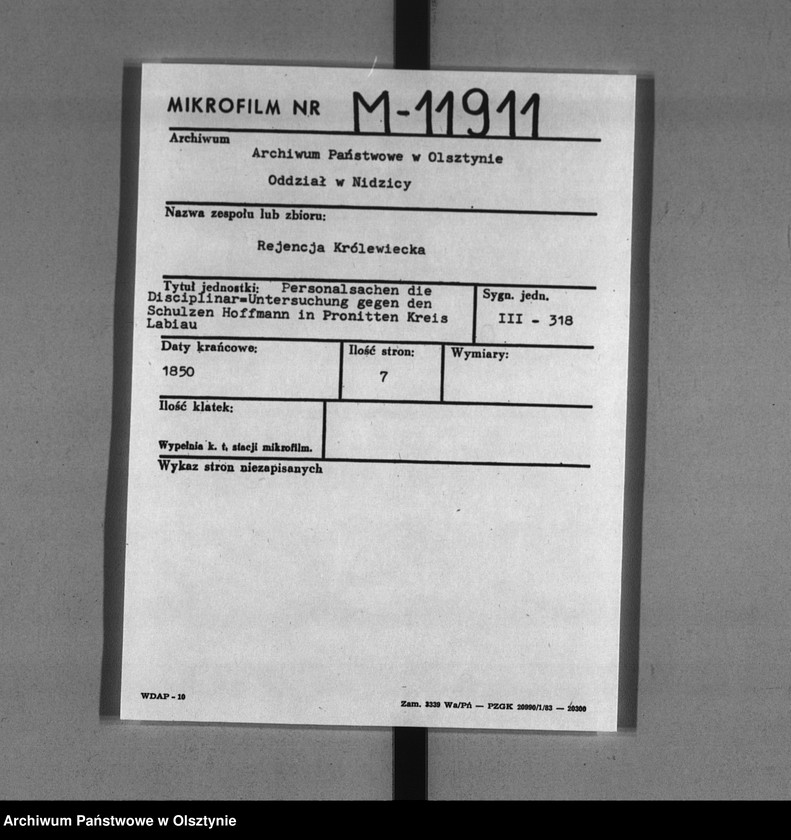 MIKROFILM NR M-11911
Archiwum
Archiwum Państwowe w Olsztynie
Oddział w Nidzicy
Nazwa zespołu lub zbioru:
Rejencja Królewiecka
Tytuł jednostki: Personalsachen die
Disciplinar=Untersuchung gegen den
Schulzen Hoffmann in Pronitten Kreis
Labiau
Sygn. jedn.
III - 318
Daty krańcowe:
1850
Ilość stron:
7
Wymiary:
Ilość klatek:
Wypełnia k. t. stacji mikrofilm.
Wykaz stron niezapisanych
WDAP - 10
Zam. 3339 Wa/Pń — PZGK 20990/1/83 — 20300
Archiwum Państwowe w Olsztynie